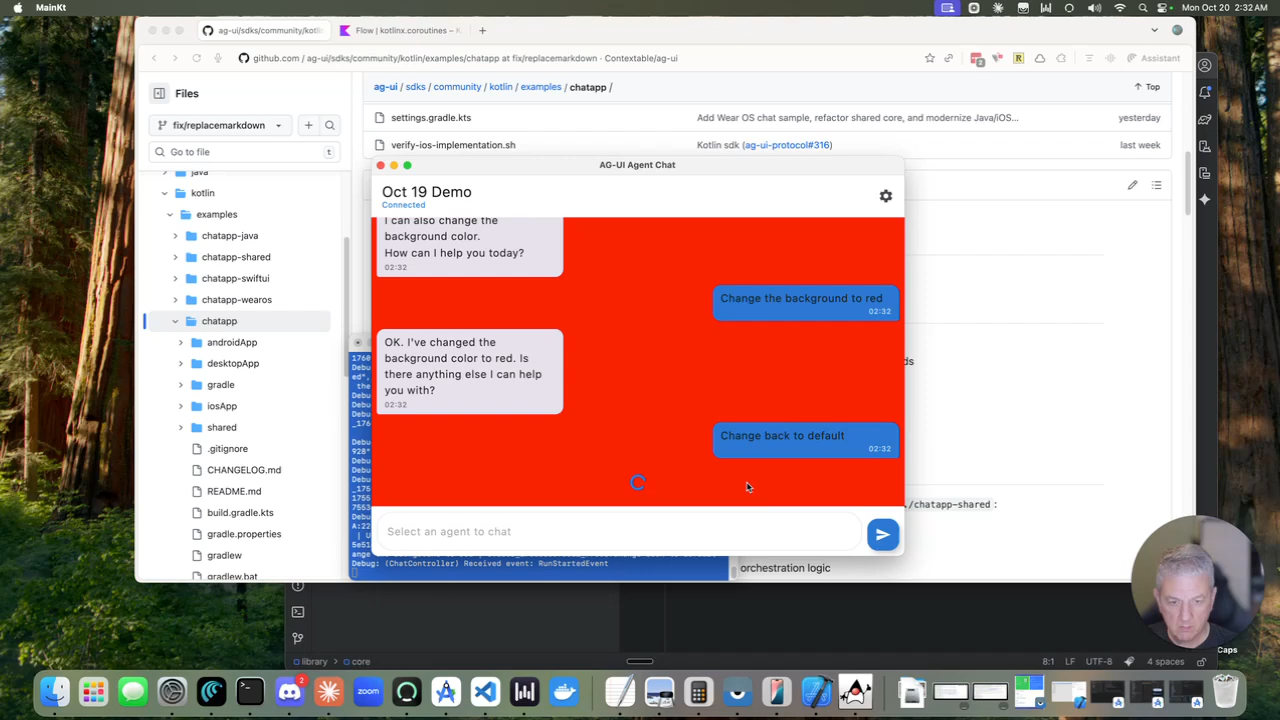 MainKt
Mon Oct 20 2:32 AM
ag-ui/sdks/community/kotlin
Flow | kotlinx.coroutines –
github.com/ag-ui/sdks/community/kotlin/examples/chatapp at fix/replacemarkdown · Contextable/ag-ui
Assistant
Files
ag-ui / sdks / community / kotlin / examples / chatapp /
Top
fix/replacemarkdown
settings.gradle.kts
Add Wear OS chat sample, refactor shared core, and modernize Java/iOS...
yesterday
Go to file
t
verify-ios-implementation.sh
Kotlin sdk (ag-ui-protocol#316)
last week
java
kotlin
examples
chatapp-java
chatapp-shared
chatapp-swiftui
chatapp-wearos
chatapp
androidApp
desktopApp
gradle
iosApp
shared
.gitignore
CHANGELOG.md
README.md
build.gradle.kts
gradle.properties
gradlew
gradlew.bat
AG-UI Agent Chat
Oct 19 Demo
Connected
I can also change the
background color.
How can I help you today?
02:32
Change the background to red
02:32
OK. I've changed the
background color to red. Is
there anything else I can help
you with?
02:32
Change back to default
02:32
Select an agent to chat
/chatapp-shared :
Debug: (ChatController) Received event: RunStartedEvent
orchestration logic
library
core
8:1
LF
UTF-8
4 spaces
Caps
2
zoom